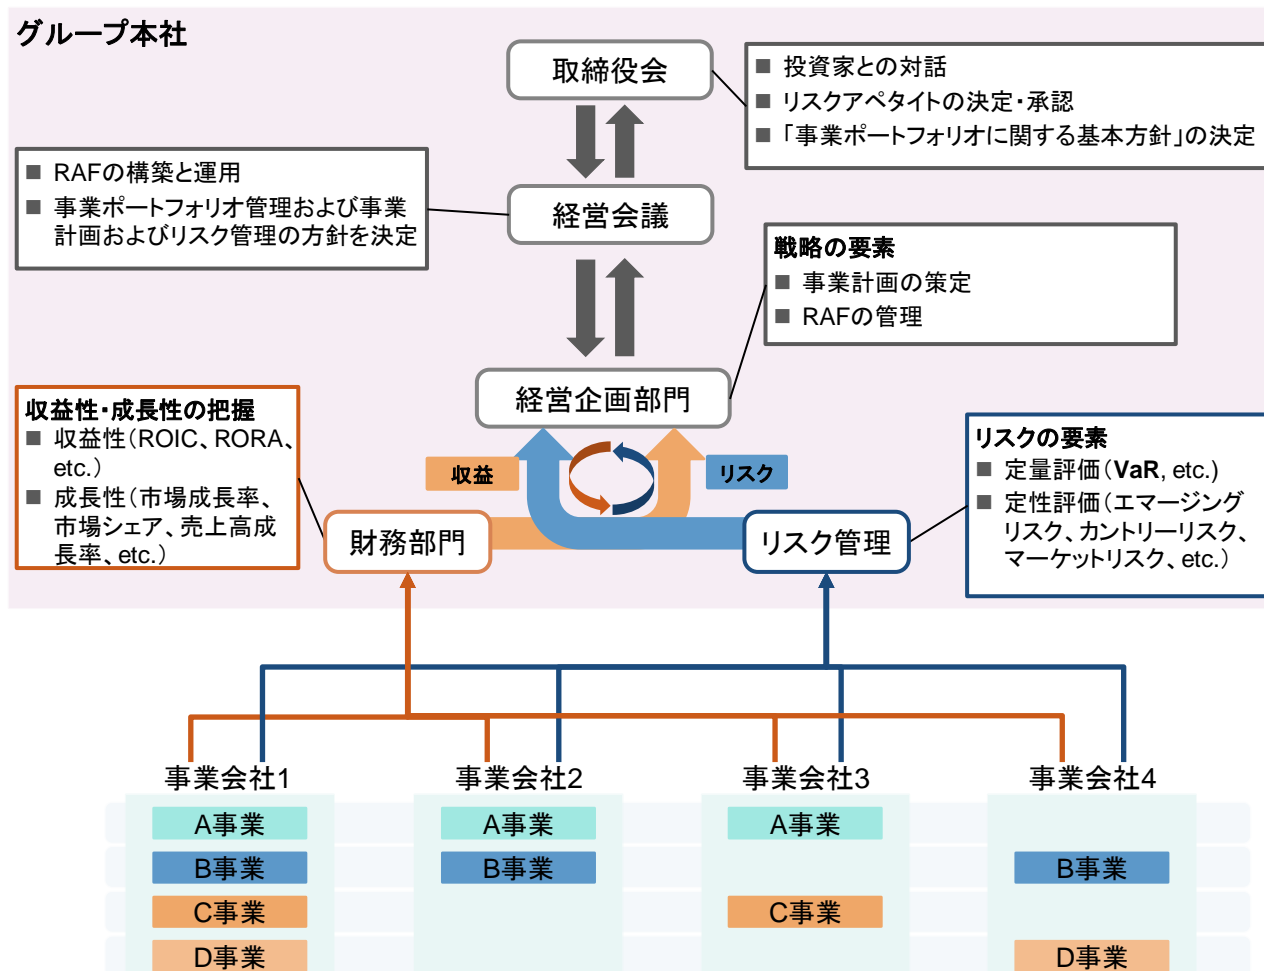 グループ本社
取締役会
■ 投資家との対話
■ リスクアペタイトの決定・承認
■ 「事業ポートフォリオに関する基本方針」の決定
■ RAFの構築と運用
■ 事業ポートフォリオ管理および事業
計画およびリスク管理の方針を決定
経営会議
戦略の要素
■ 事業計画の策定
■ RAFの管理
経営企画部門
収益性・成長性の把握
■ 収益性（ROIC、RORA、
etc.）
■ 成長性（市場成長率、
市場シェア、売上高成
長率、etc.）
収益
リスク
リスクの要素
■ 定量評価（VaR, etc.)
■ 定性評価（エマージング
リスク、カントリーリスク、
マーケットリスク、etc.）
財務部門
リスク管理
事業会社1
事業会社2
事業会社3
事業会社4
A事業
A事業
A事業
B事業
B事業
B事業
C事業
C事業
D事業
D事業